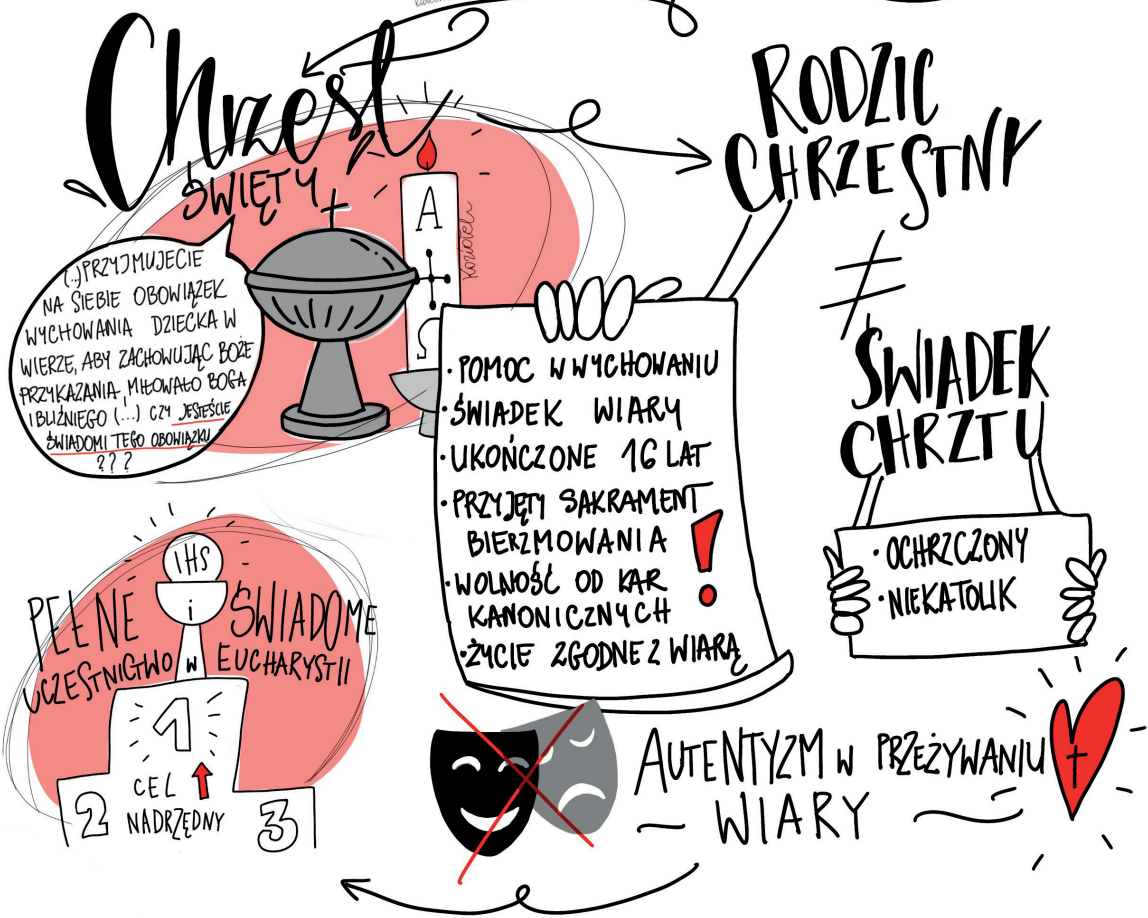 Chrzest
ŚWIĘTY
(...) PRZYJMUJECIE
NA SIEBIE OBOWIĄZEK
WYCHOWANIA DZIECKA W
WIERZE, ABY ZACHOWUJĄC BOŻE
PRZYKAZANIA, MIŁOWAŁO BOGA
I BLIŹNIEGO (...) CZY JESTEŚCIE
ŚWIADOMI TEGO OBOWIĄZKU
???
A
RODZIC
CHRZESTNY
≠
ŚWIADEK
CHRZTU
· OCHRZCZONY
· NIEKATOLIK
· POMOC W WYCHOWANIU
· ŚWIADEK WIARY
· UKOŃCZONE 16 LAT
· PRZYJĘTY SAKRAMENT
BIERZMOWANIA
· WOLNOŚĆ OD KAR
KANONICZNYCH
· ŻYCIE ZGODNE Z WIARĄ
!
IHS
PEŁNE i ŚWIADOME
UCZESTNICTWO W EUCHARYSTII
1
CEL
NADRZĘDNY
2
3
AUTENTYZM W PRZEŻYWANIU
~ WIARY ~